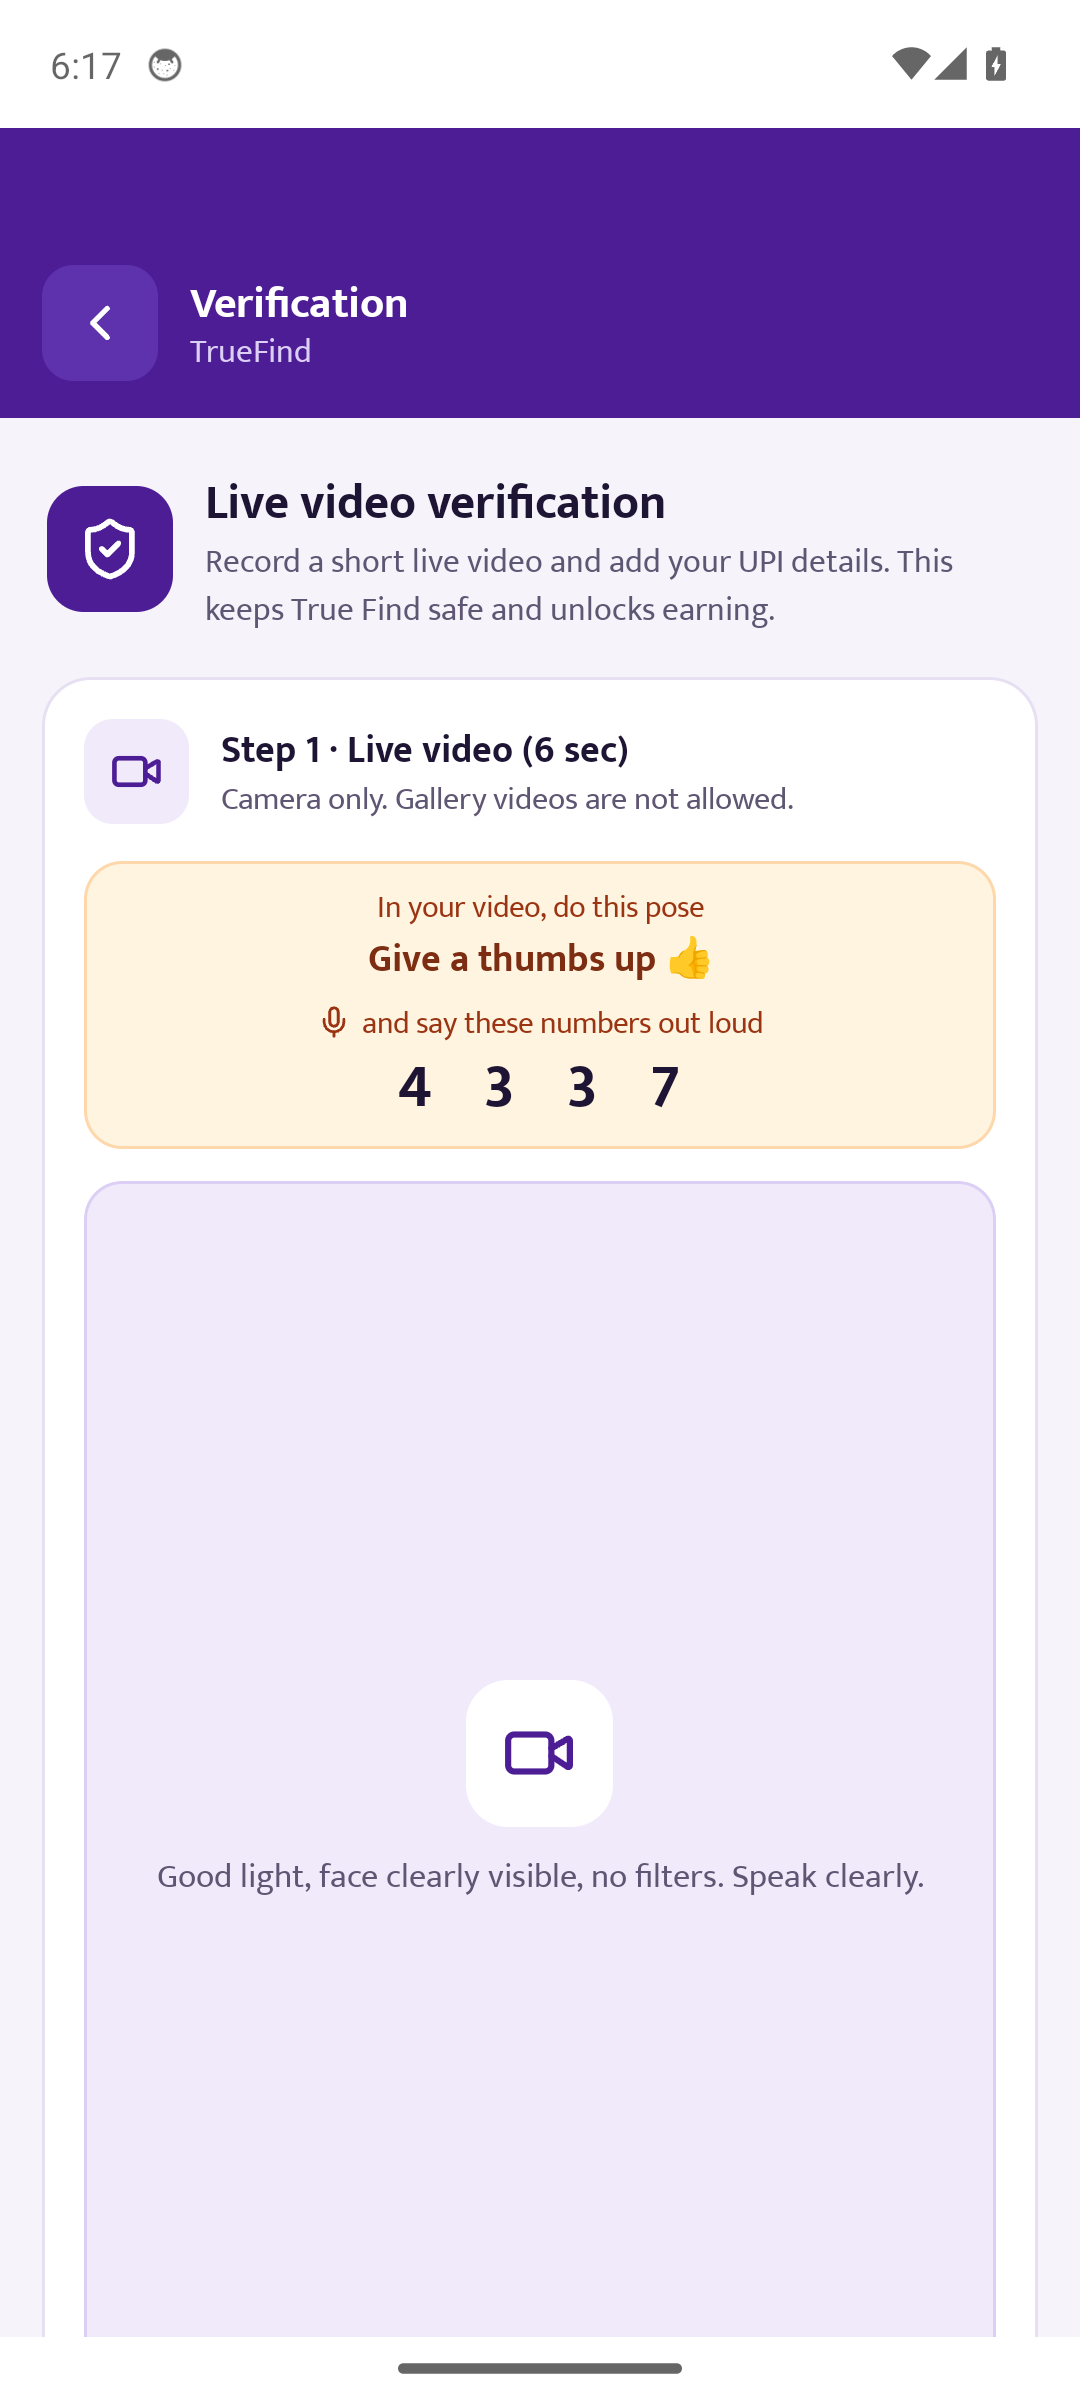 6:17
Verification
TrueFind
Live video verification
Record a short live video and add your UPI details. This
keeps True Find safe and unlocks earning.
Step 1 · Live video (6 sec)
Camera only. Gallery videos are not allowed.
In your video, do this pose
Give a thumbs up 👍
and say these numbers out loud
4 3 3 7
Good light, face clearly visible, no filters. Speak clearly.